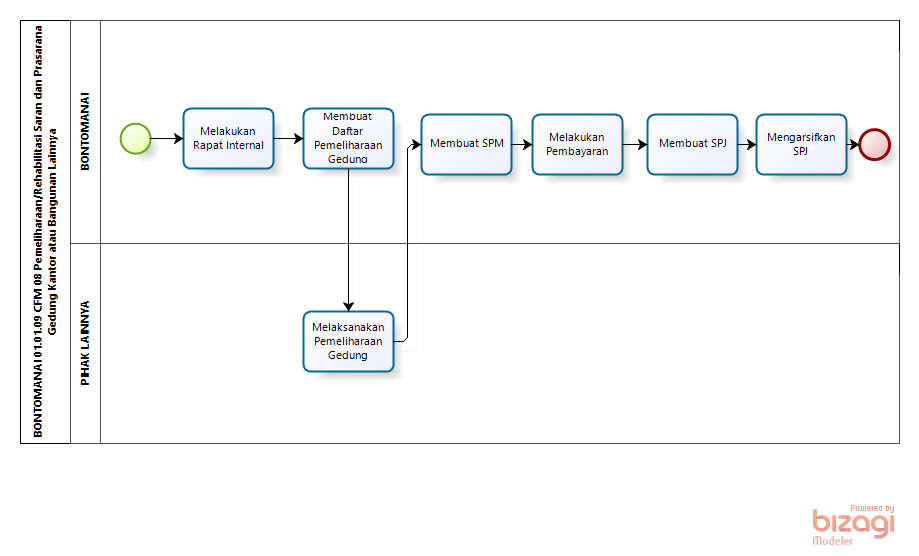 BONTOMANAI 01.01.09 CFM 08 Pemeliharaan/Rehabilitasi Saran dan Prasarana
Gedung Kantor atau Bangunan Lainnya
BONTOMANAI
Melakukan
Rapat Internal
Membuat
Daftar
Pemeliharaan
Gedung
Membuat SPM
Melakukan
Pembayaran
Membuat SPJ
Mengarsifkan
SPJ
PIHAK LAINNYA
Melaksanakan
Pemeliharaan
Gedung
Powered by
bizagi
Modeler